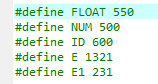 #define FLOAT 550
#define NUM 500
#define ID 600
#define E 1321
#define E1 231